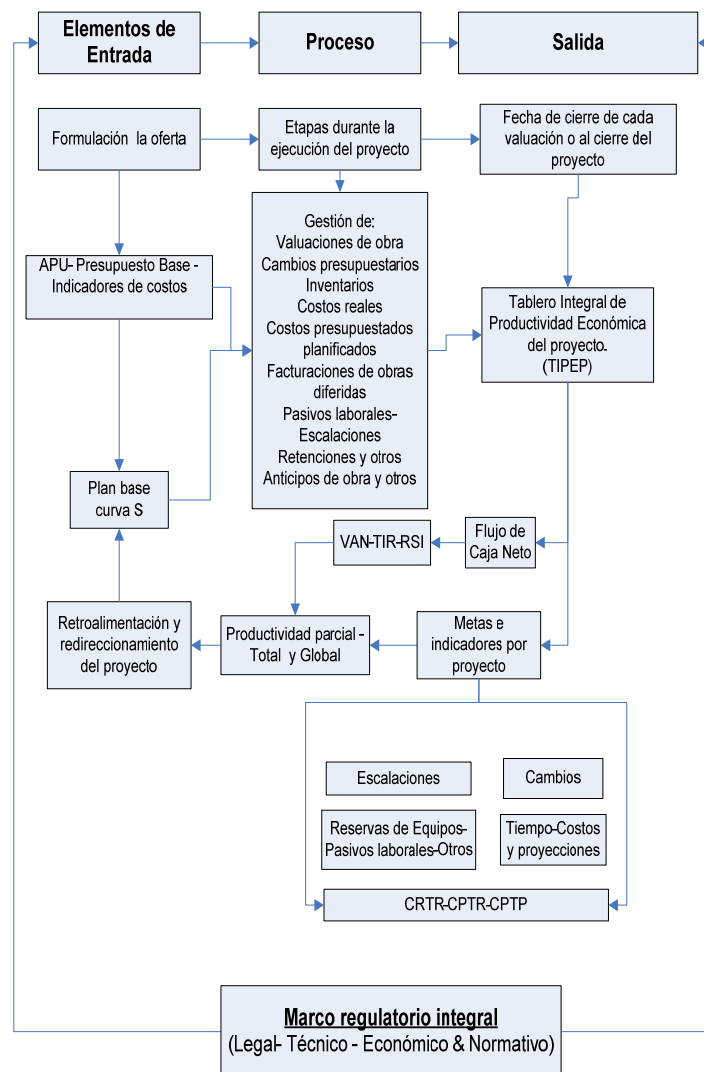 Elementos de
Entrada
Proceso
Salida
Formulación la oferta
Etapas durante la
ejecución del proyecto
Fecha de cierre de cada
valuación o al cierre del
proyecto
Gestión de:
Valuaciones de obra
Cambios presupuestarios
Inventarios
Costos reales
Costos presupuestados
planificados
Facturaciones de obras
diferidas
Pasivos laborales-
Escalaciones
Retenciones y otros
Anticipos de obra y otros
APU- Presupuesto Base -
Indicadores de costos
Tablero Integral de
Productividad Económica
del proyecto.
(TIPEP)
Plan base
curva S
VAN-TIR-RSI
Flujo de
Caja Neto
Retroalimentación y
redireccionamiento
del proyecto
Productividad parcial -
Total y Global
Metas e
indicadores por
proyecto
Escalaciones
Cambios
Reservas de Equipos-
Pasivos laborales-Otros
Tiempo-Costos
y proyecciones
CRTR-CPTR-CPTP
Marco regulatorio integral
(Legal- Técnico - Económico & Normativo)